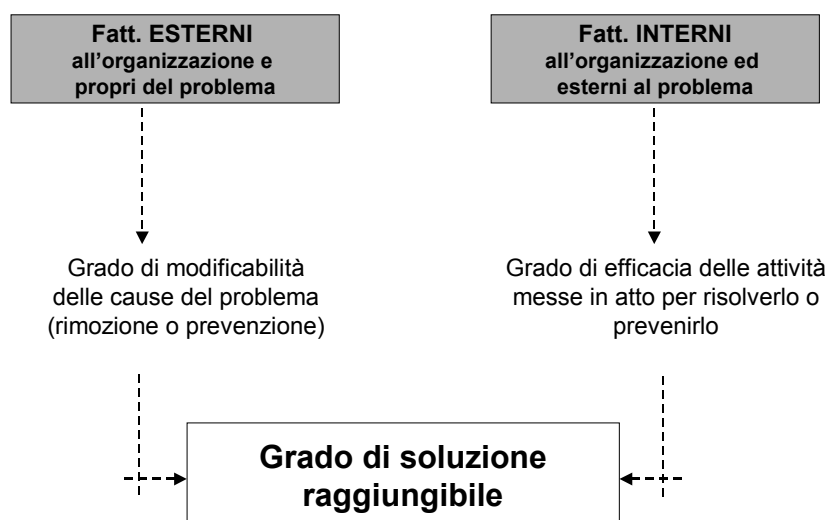 Fatt. ESTERNI
all'organizzazione e
propri del problema
Fatt. INTERNI
all'organizzazione ed
esterni al problema
Grado di modificabilità
delle cause del problema
(rimozione o prevenzione)
Grado di efficacia delle attività
messe in atto per risolverlo o
prevenirlo
Grado di soluzione
raggiungibile